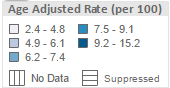 Age Adjusted Rate (per 100)
2.4 - 4.8
4.9 - 6.1
6.2 - 7.4
7.5 - 9.1
9.2 - 15.2
No Data
Suppressed